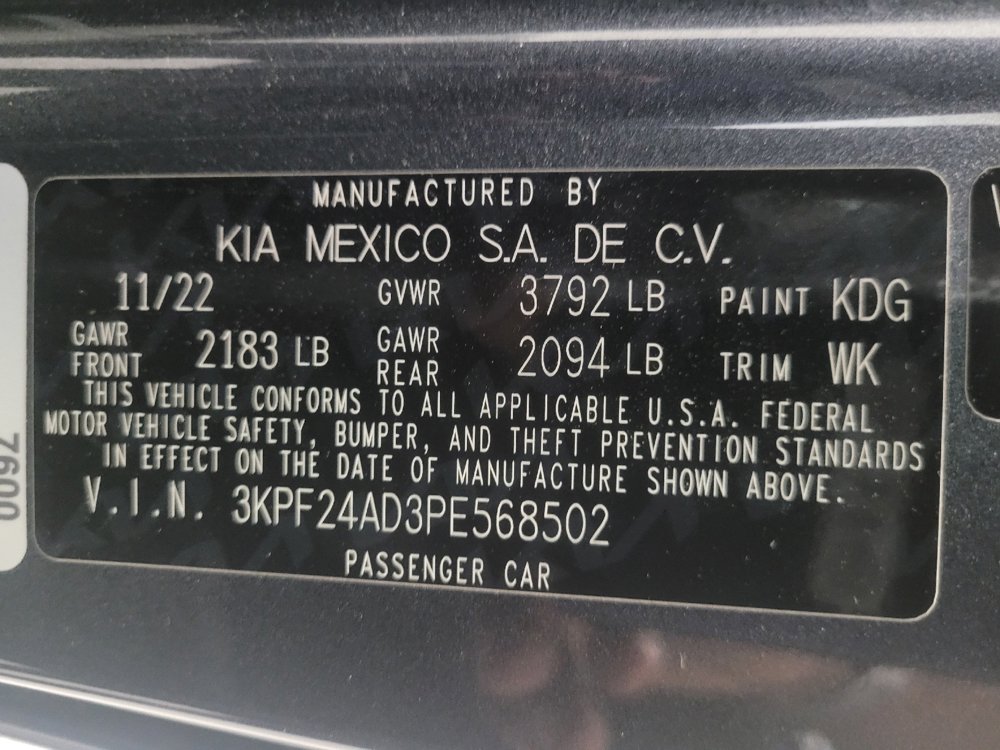 MANUFACTURED BY
KIA MEXICO S.A. DE C.V.
11/22 GVWR 3792 LB PAINT KDG
GAWR FRONT 2183 LB GAWR REAR 2094 LB TRIM WK
THIS VEHICLE CONFORMS TO ALL APPLICABLE U.S.A. FEDERAL
MOTOR VEHICLE SAFETY, BUMPER, AND THEFT PREVENTION STANDARDS
IN EFFECT ON THE DATE OF MANUFACTURE SHOWN ABOVE.
V.I.N. 3KPF24AD3PE568502
PASSENGER CAR
0092